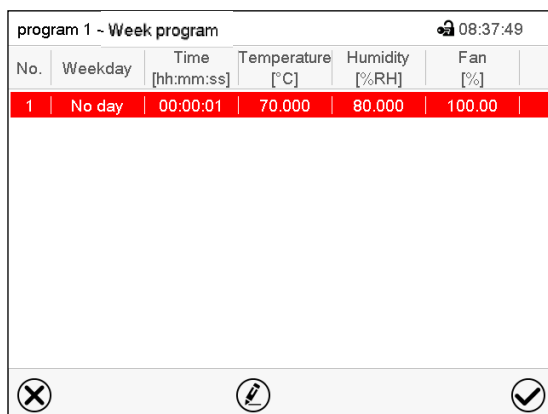 program 1 ~ Week program 08:37:49
No. Weekday Time [hh:mm:ss] Temperature [°C] Humidity [%RH] Fan [%]
1 No day 00:00:01 70.000 80.000 100.00